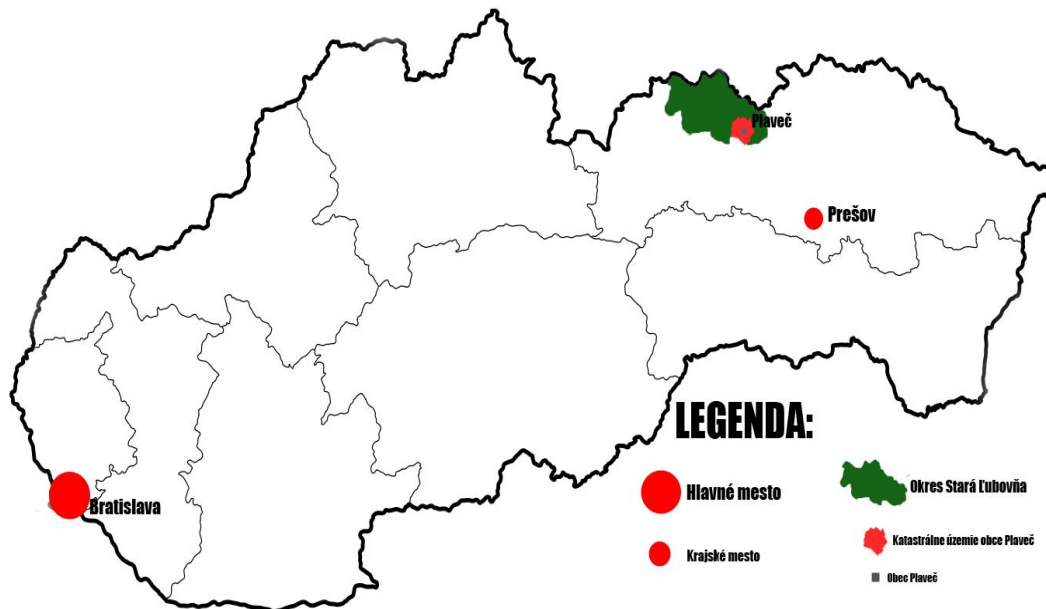 Plaveč
Prešov
Bratislava
LEGENDA:
Hlavné mesto
Krajské mesto
Okres Stará Ľubovňa
Katastrálne územie obce Plaveč
Obec Plaveč